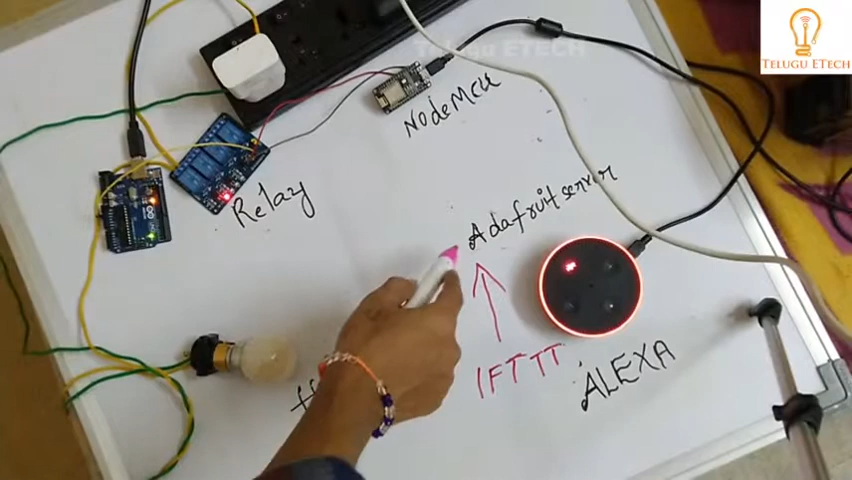 Telugu ETech
NodeMCU
Relay
Adafruit server
IFTTT
ALEXA